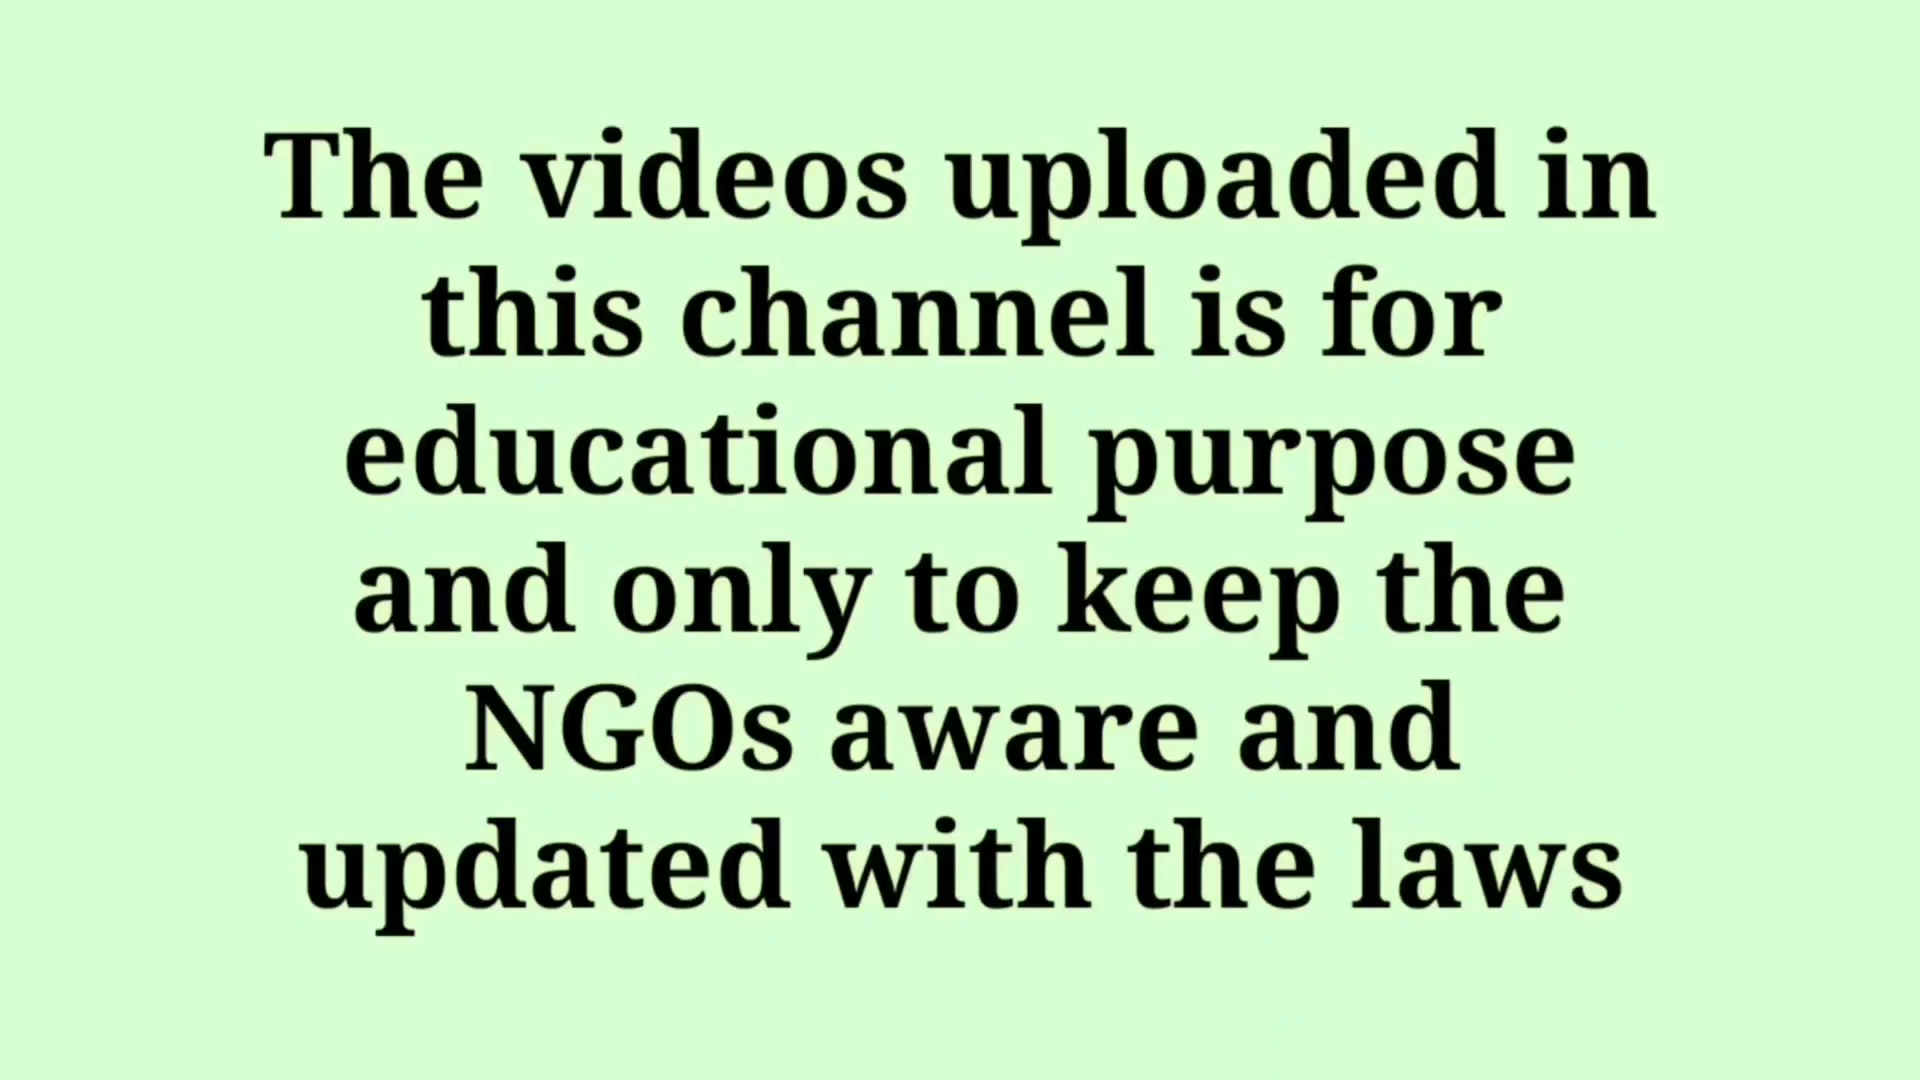 The videos uploaded in
this channel is for
educational purpose
and only to keep the
NGOs aware and
updated with the laws